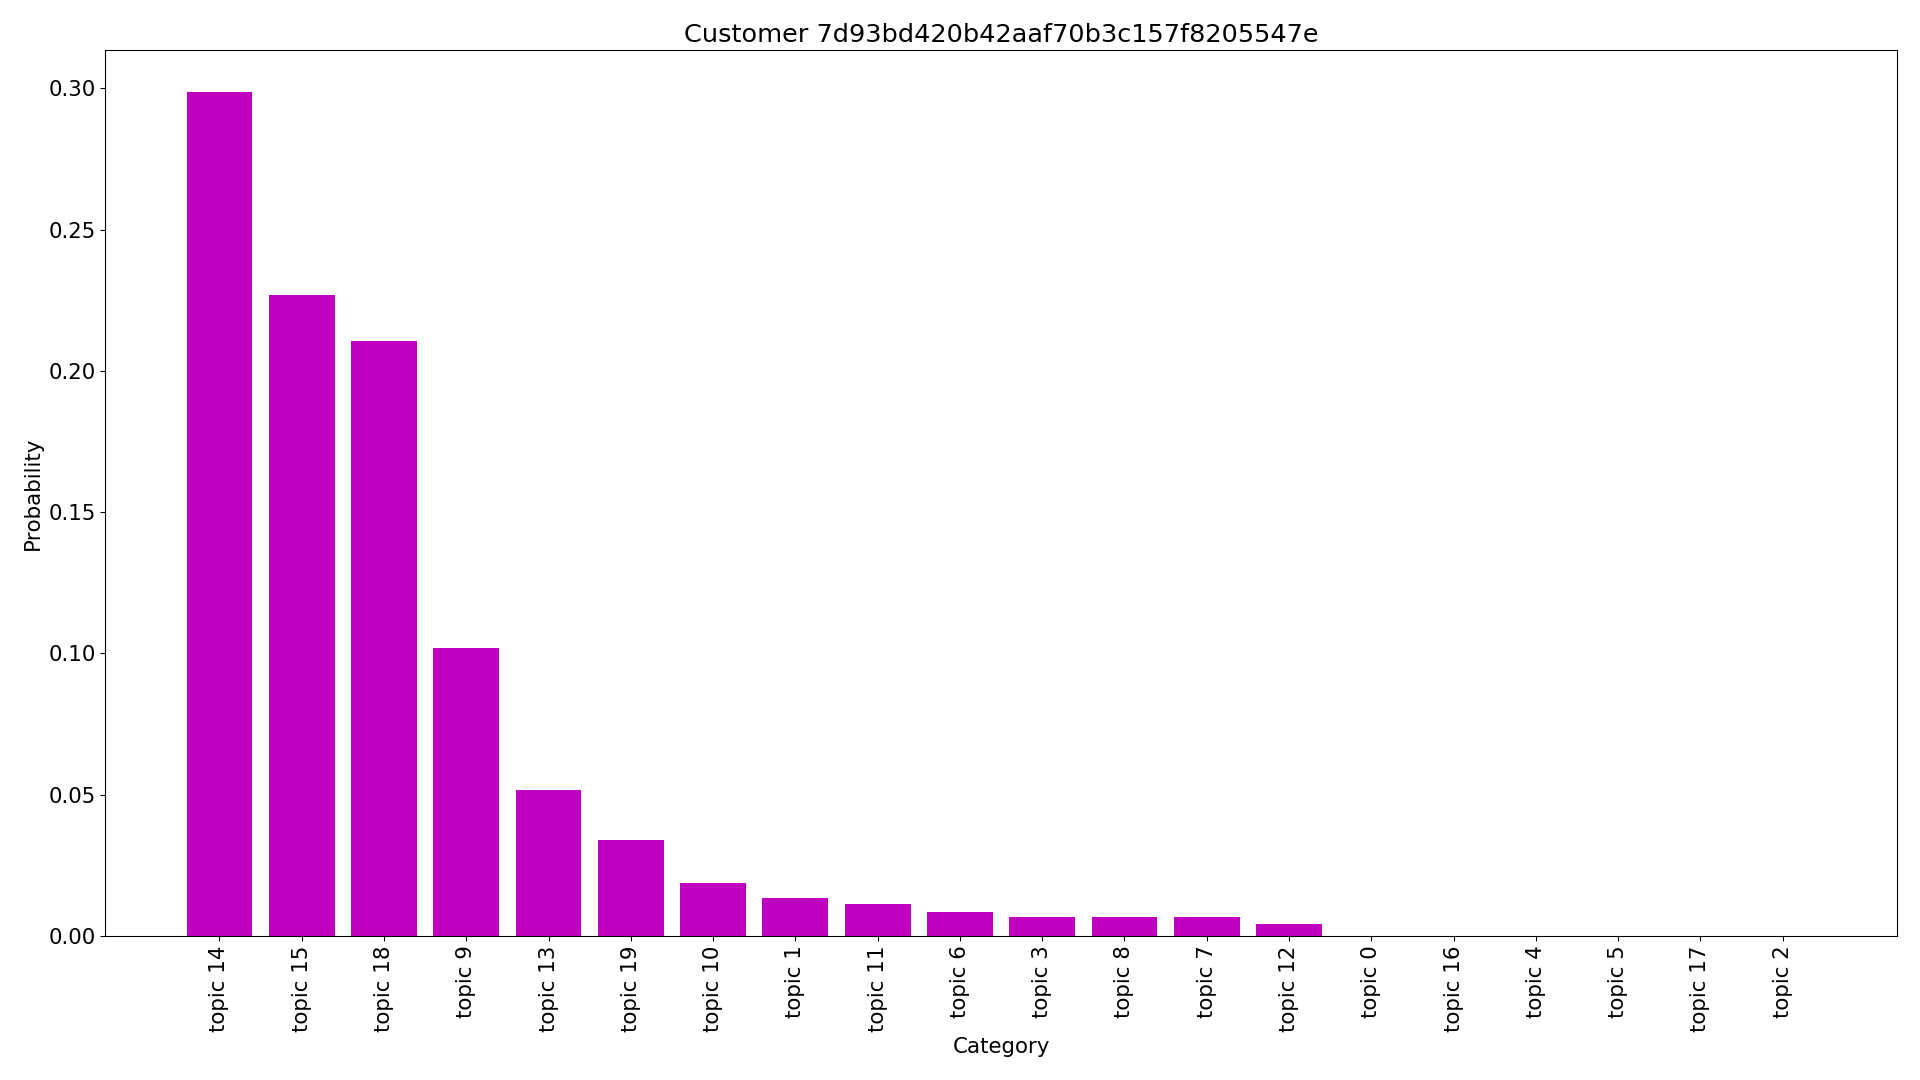 Customer 7d93bd420b42aaf70b3c157f8205547e
0.30
0.25
0.20
0.15
0.10
0.05
0.00
Probability
topic 14
topic 15
topic 18
topic 9
topic 13
topic 19
topic 10
topic 1
topic 11
topic 6
topic 3
topic 8
topic 7
topic 12
topic 0
topic 16
topic 4
topic 5
topic 17
topic 2
Category